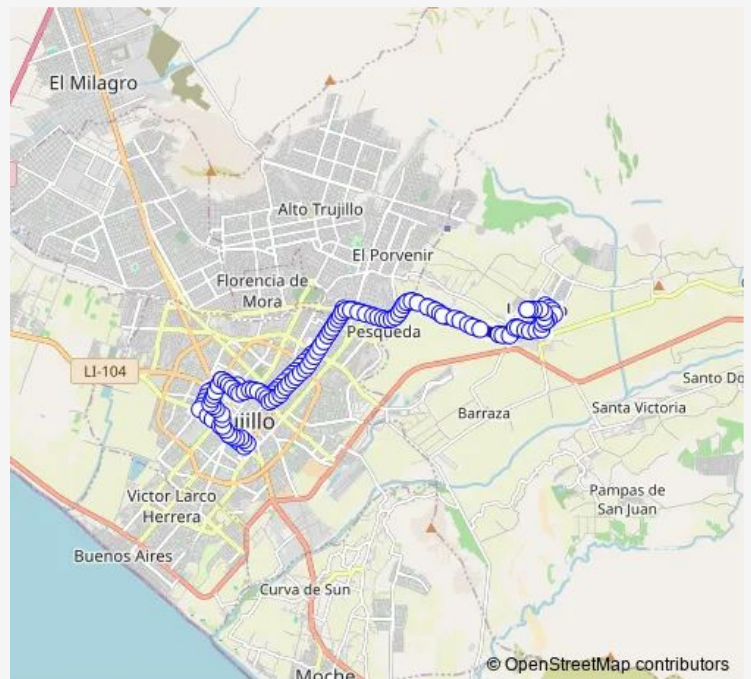 El Milagro
Alto Trujillo
El Porvenir
Florencia de
Mora
Pesqueda
LI-104
ujillo
Santo Do
Barraza
Santa Victoria
Victor Larco
Herrera
Pampas de
San Juan
Buenos Aires
Curva de Sun
Moche
© OpenStreetMap contributors